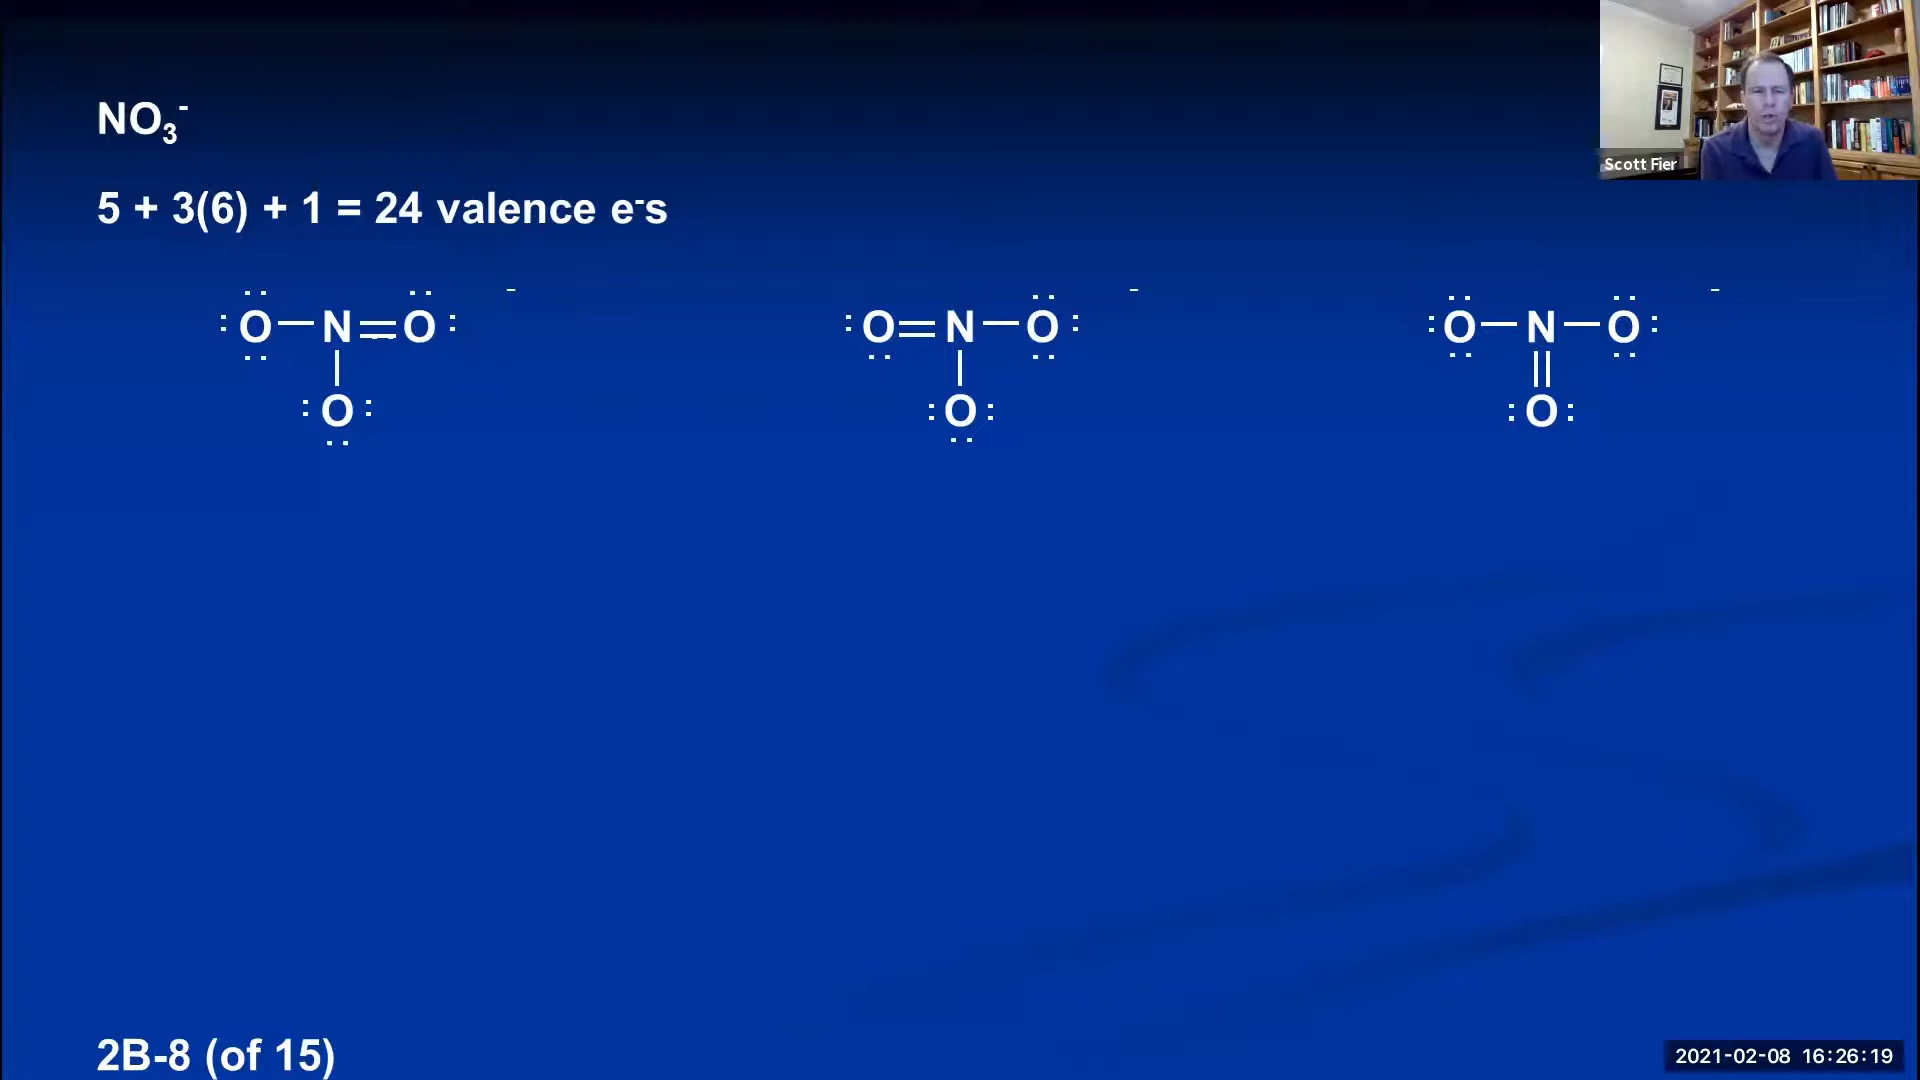 Scott Fier
NO₃⁻
5 + 3(6) + 1 = 24 valence e⁻s
:O—N=O: ⁻ :O=N—O: ⁻ :O—N—O: ⁻
:O: :O: :O:
2B-8 (of 15)
2021-02-08 16:26:19